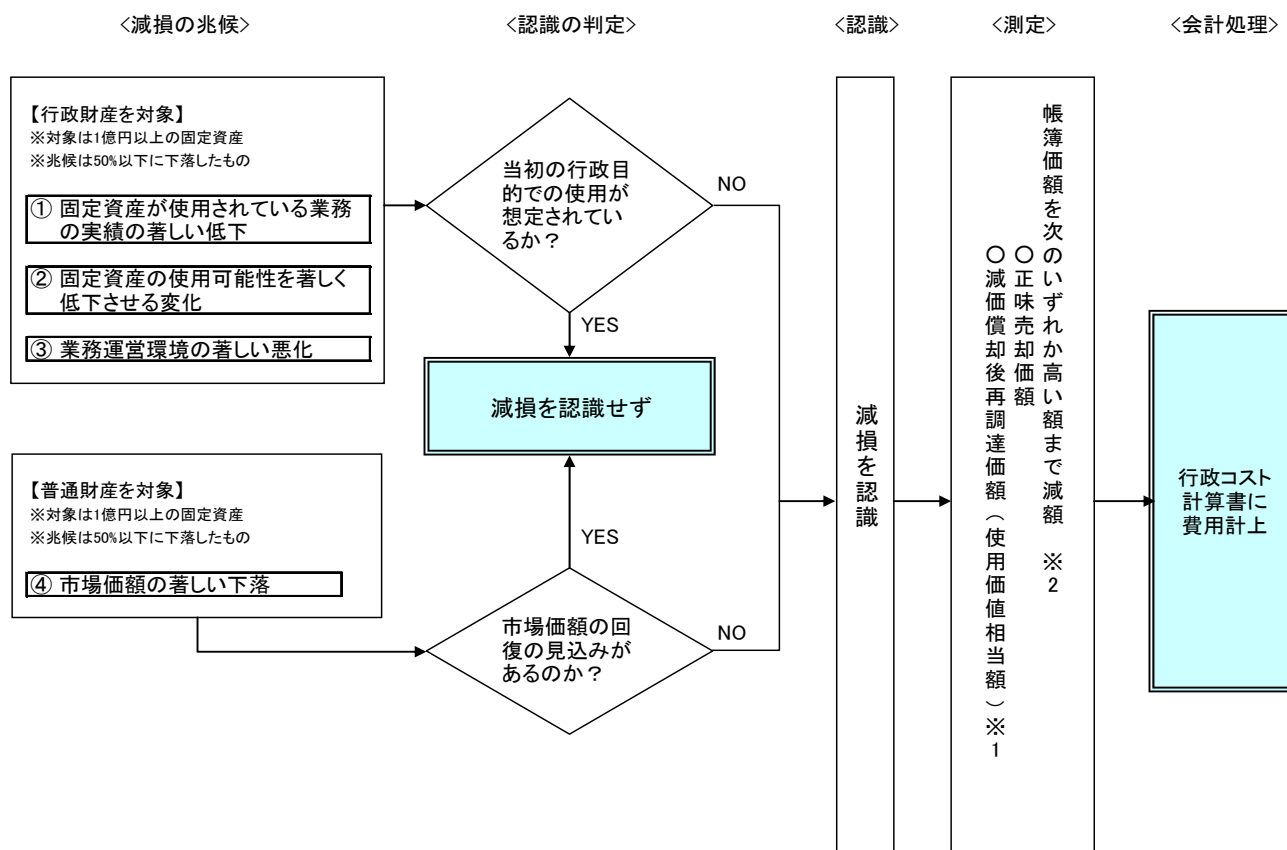 <減損の兆候>
<認識の判定>
<認識>
<測定>
<会計処理>
【行政財産を対象】
※対象は1億円以上の固定資産
※兆候は50%以下に下落したもの
① 固定資産が使用されている業務
の実績の著しい低下
② 固定資産の使用可能性を著しく
低下させる変化
③ 業務運営環境の著しい悪化
当初の行政目
的での使用が
想定されてい
るか？
NO
YES
減損を認識せず
【普通財産を対象】
※対象は1億円以上の固定資産
※兆候は50%以下に下落したもの
④ 市場価額の著しい下落
YES
市場価額の回
復の見込みが
あるのか？
NO
減損を認識
帳簿価額を次のいずれか高い額まで減額 ※2
○正味売却価額
○減価償却後再調達価額（使用価値相当額）※1
行政コスト
計算書に
費用計上